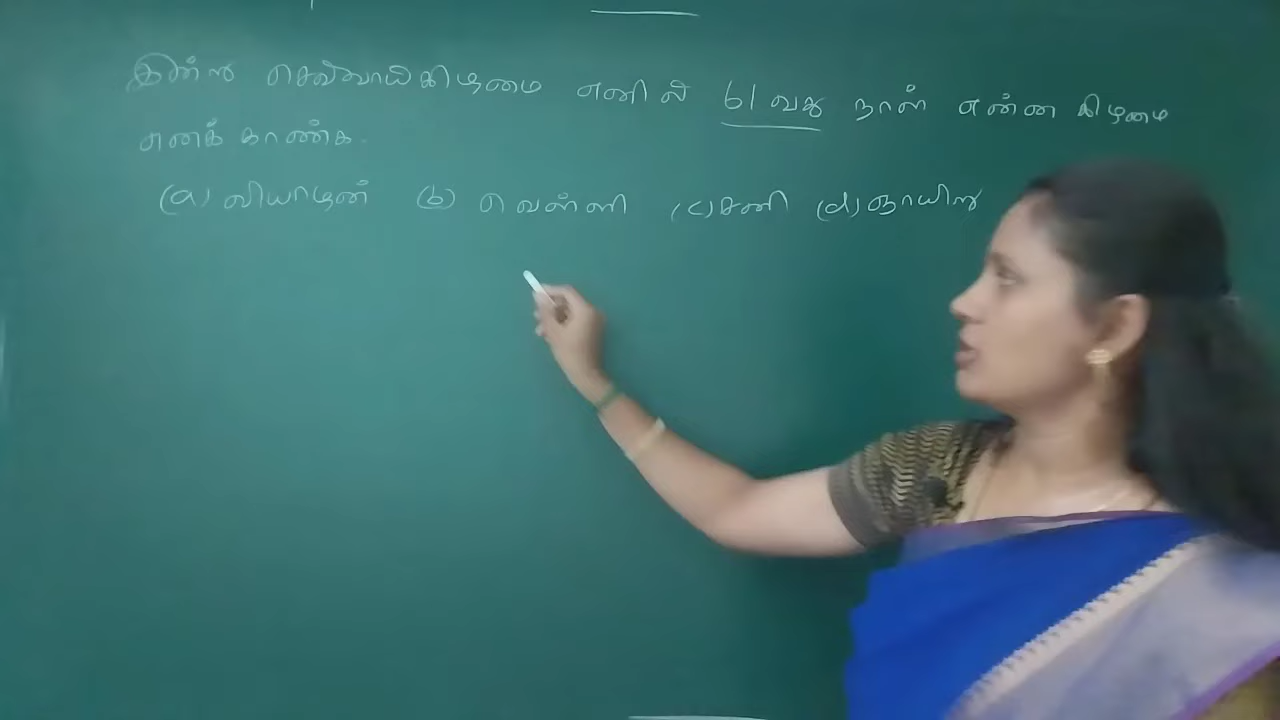 இன்று செவ்வாய்கிழமை எனில் 61 வது நாள் என்ன கிழமை
எனக் காண்க.
(a) வியாழன் (b) வெள்ளி (c) சனி (d) ஞாயிறு